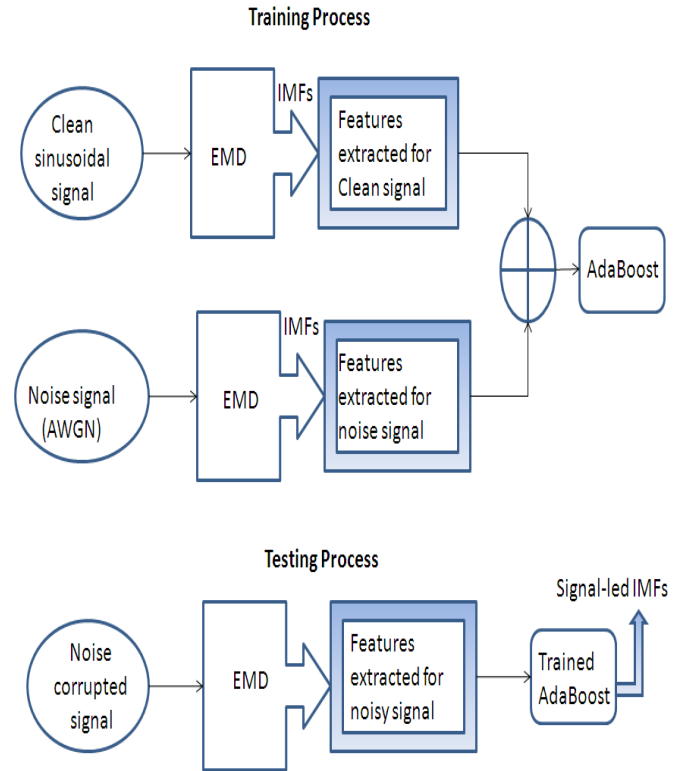 Training Process
Clean
sinusoidal
signal
EMD
IMFs
Features
extracted for
Clean signal
AdaBoost
Noise signal
(AWGN)
EMD
IMFs
Features
extracted for
noise signal
Testing Process
Noise
corrupted
signal
EMD
Features
extracted for
noisy signal
Trained
AdaBoost
Signal-led IMFs